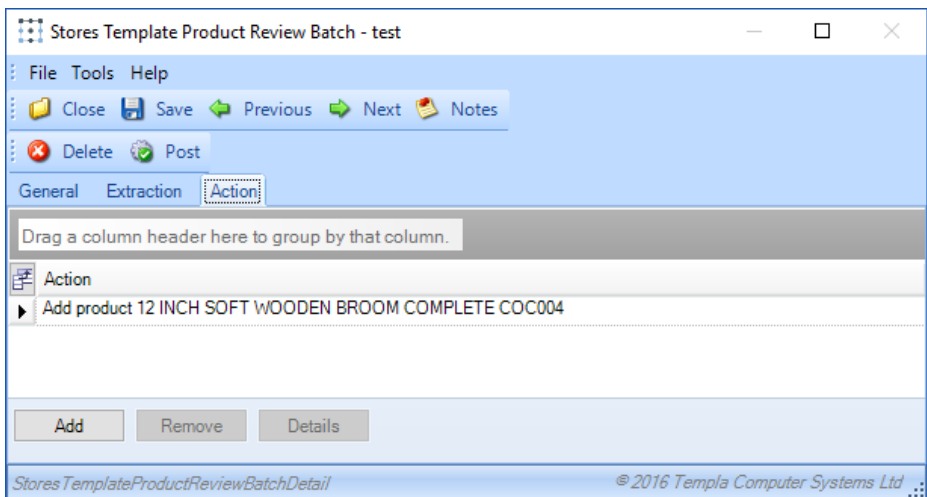 Stores Template Product Review Batch - test
File Tools Help
Close Save Previous Next Notes
Delete Post
General Extraction Action
Drag a column header here to group by that column.
Action
Add product 12 INCH SOFT WOODEN BROOM COMPLETE COC004
Add Remove Details
StoresTemplateProductReviewBatchDetail © 2016 Templa Computer Systems Ltd